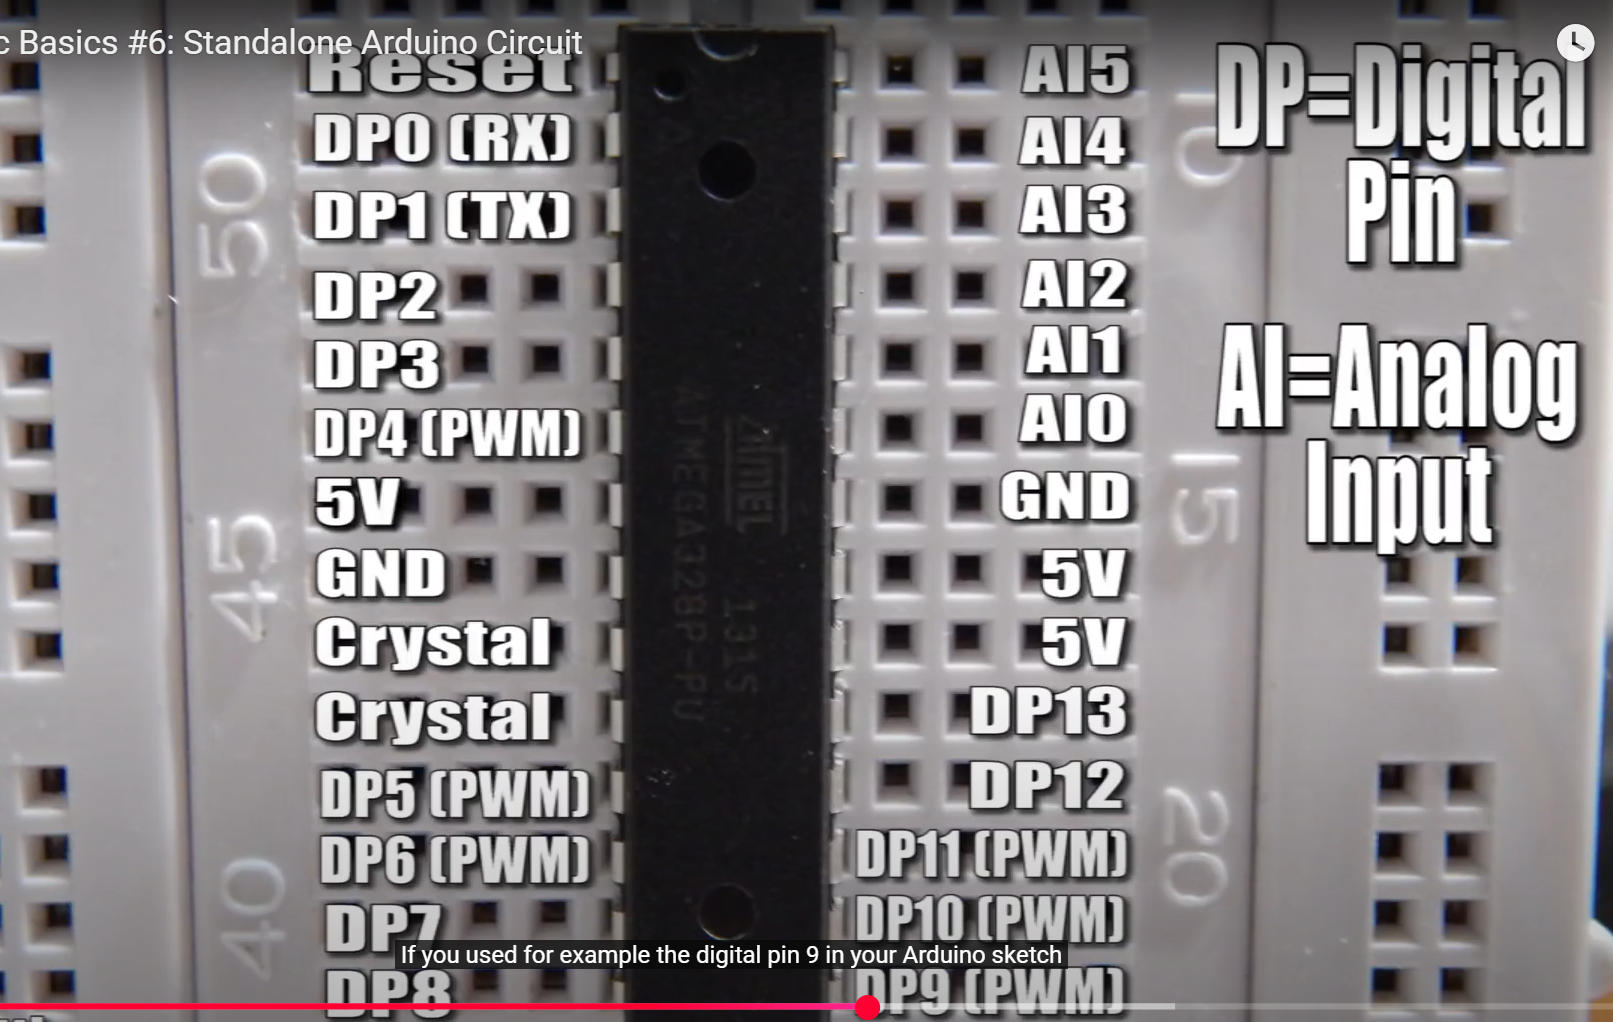 c Basics #6: Standalone Arduino Circuit
Reset
DP0 (RX)
DP1 (TX)
DP2
DP3
DP4 (PWM)
5V
GND
Crystal
Crystal
DP5 (PWM)
DP6 (PWM)
DP7
DP8
AI5
AI4
AI3
AI2
AI1
AI0
GND
5V
5V
DP13
DP12
DP11 (PWM)
DP10 (PWM)
DP9 (PWM)
DP=Digital
Pin
AI=Analog
Input
50
45
40
10
15
20
ATMEL
ATMEGA328P-PU
If you used for example the digital pin 9 in your Arduino sketch